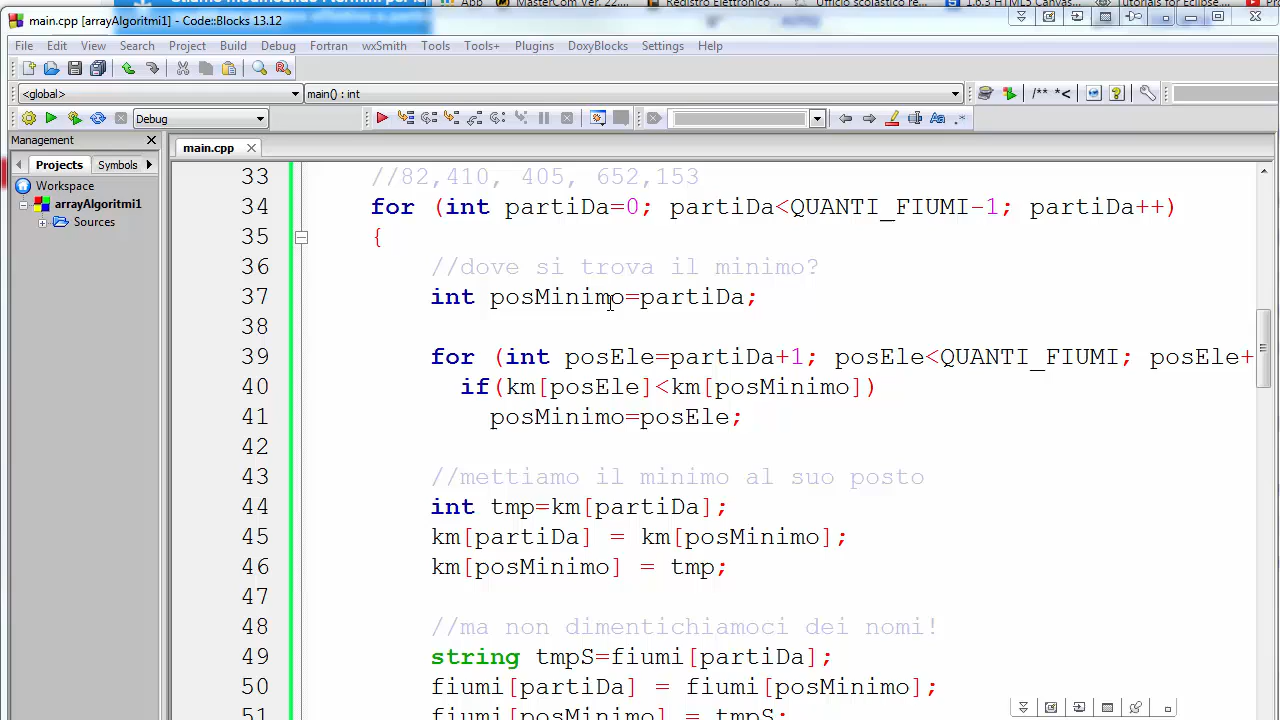 main.cpp [arrayAlgoritmi1] - Code::Blocks 13.12
File Edit View Search Project Build Debug Fortran wxSmith Tools Tools+ Plugins DoxyBlocks Settings Help
<global> main() : int /** *<
Debug
Management
main.cpp
Projects Symbols
Workspace
arrayAlgoritmi1
Sources
33 //82,410, 405, 652,153
34 for (int partiDa=0; partiDa<QUANTI_FIUMI-1; partiDa++)
35 {
36 //dove si trova il minimo?
37 int posMinimo=partiDa;
38
39 for (int posEle=partiDa+1; posEle<QUANTI_FIUMI; posEle+
40 if(km[posEle]<km[posMinimo])
41 posMinimo=posEle;
42
43 //mettiamo il minimo al suo posto
44 int tmp=km[partiDa];
45 km[partiDa] = km[posMinimo];
46 km[posMinimo] = tmp;
47
48 //ma non dimentichiamoci dei nomi!
49 string tmpS=fiumi[partiDa];
50 fiumi[partiDa] = fiumi[posMinimo];
51 fiumi[posMinimo] = tmpS;